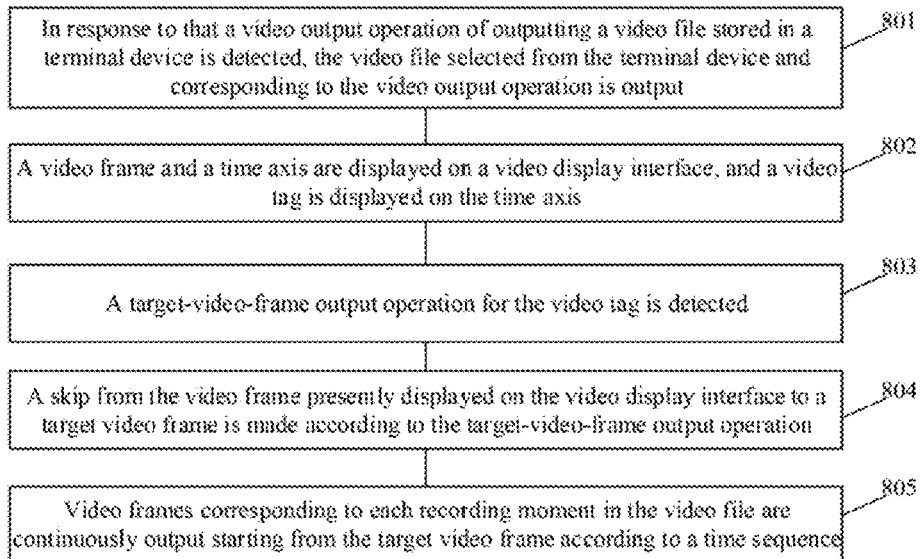 In response to that a video output operation of outputting a video file stored in a
terminal device is detected, the video file selected from the terminal device and
corresponding to the video output operation is output
801
A video frame and a time axis are displayed on a video display interface, and a video
tag is displayed on the time axis
802
A target-video-frame output operation for the video tag is detected
803
A skip from the video frame presently displayed on the video display interface to a
target video frame is made according to the target-video-frame output operation
804
Video frames corresponding to each recording moment in the video file are
continuously output starting from the target video frame according to a time sequence
805